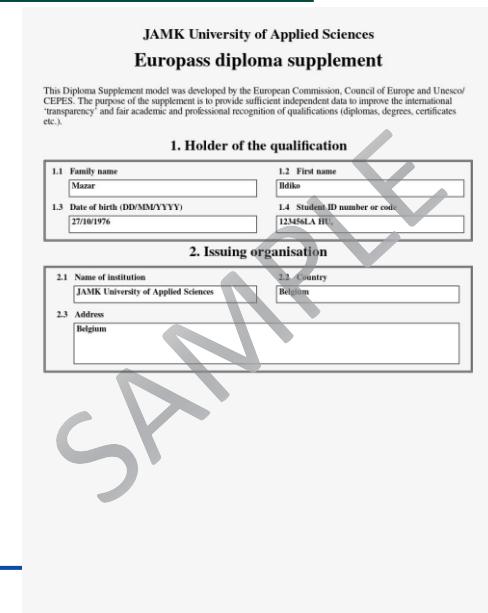 JAMK University of Applied Sciences
Europass diploma supplement
This Diploma Supplement model was developed by the European Commission, Council of Europe and Unesco/
CEPES. The purpose of the supplement is to provide sufficient independent data to improve the international
'transparency' and fair academic and professional recognition of qualifications (diplomas, degrees, certificates
etc.).
1. Holder of the qualification
1.1 Family name
1.2 First name
Mazar
Ildiko
1.3 Date of birth (DD/MM/YYYY)
1.4 Student ID number or code
27/10/1976
123456LA HU,
2. Issuing organisation
2.1 Name of institution
2.2 Country
JAMK University of Applied Sciences
Belgium
2.3 Address
Belgium
SAMPLE